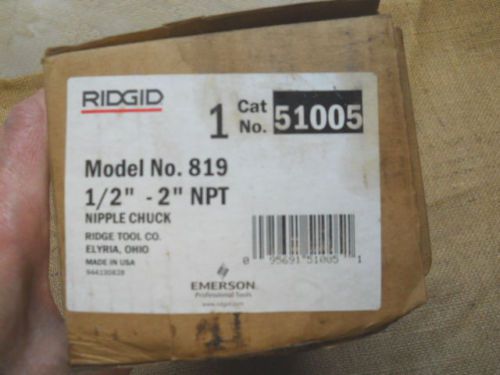 RIDGID
1 Cat No. 51005
Model No. 819
1/2" - 2" NPT
NIPPLE CHUCK
RIDGE TOOL CO.
ELYRIA, OHIO
MADE IN USA
0 95691 51005 1
EMERSON
Professional Tools